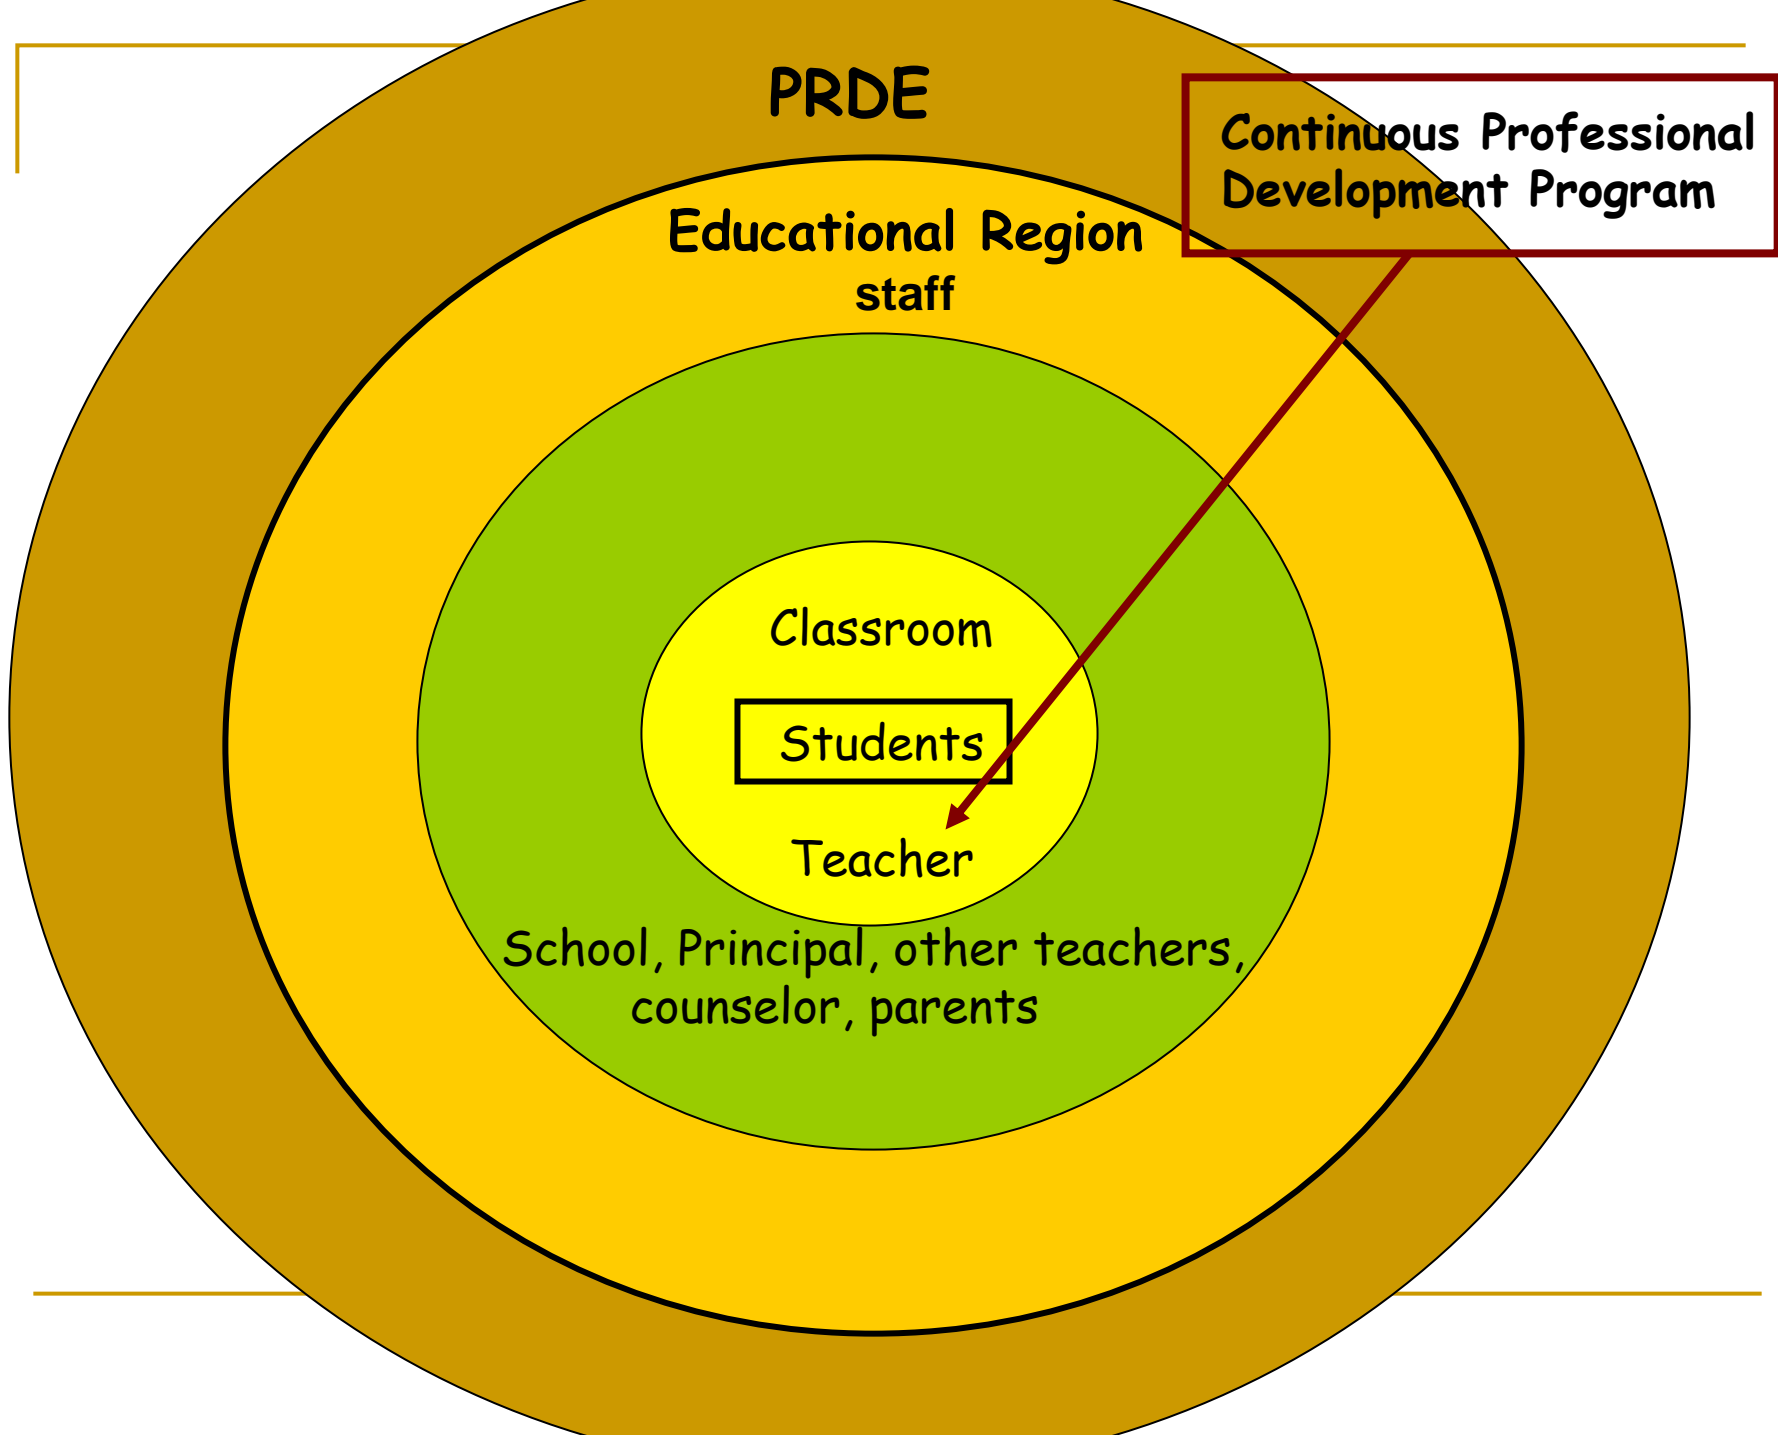 PRDE
Continuous Professional
Development Program
Educational Region
staff
Classroom
Students
Teacher
School, Principal, other teachers,
counselor, parents